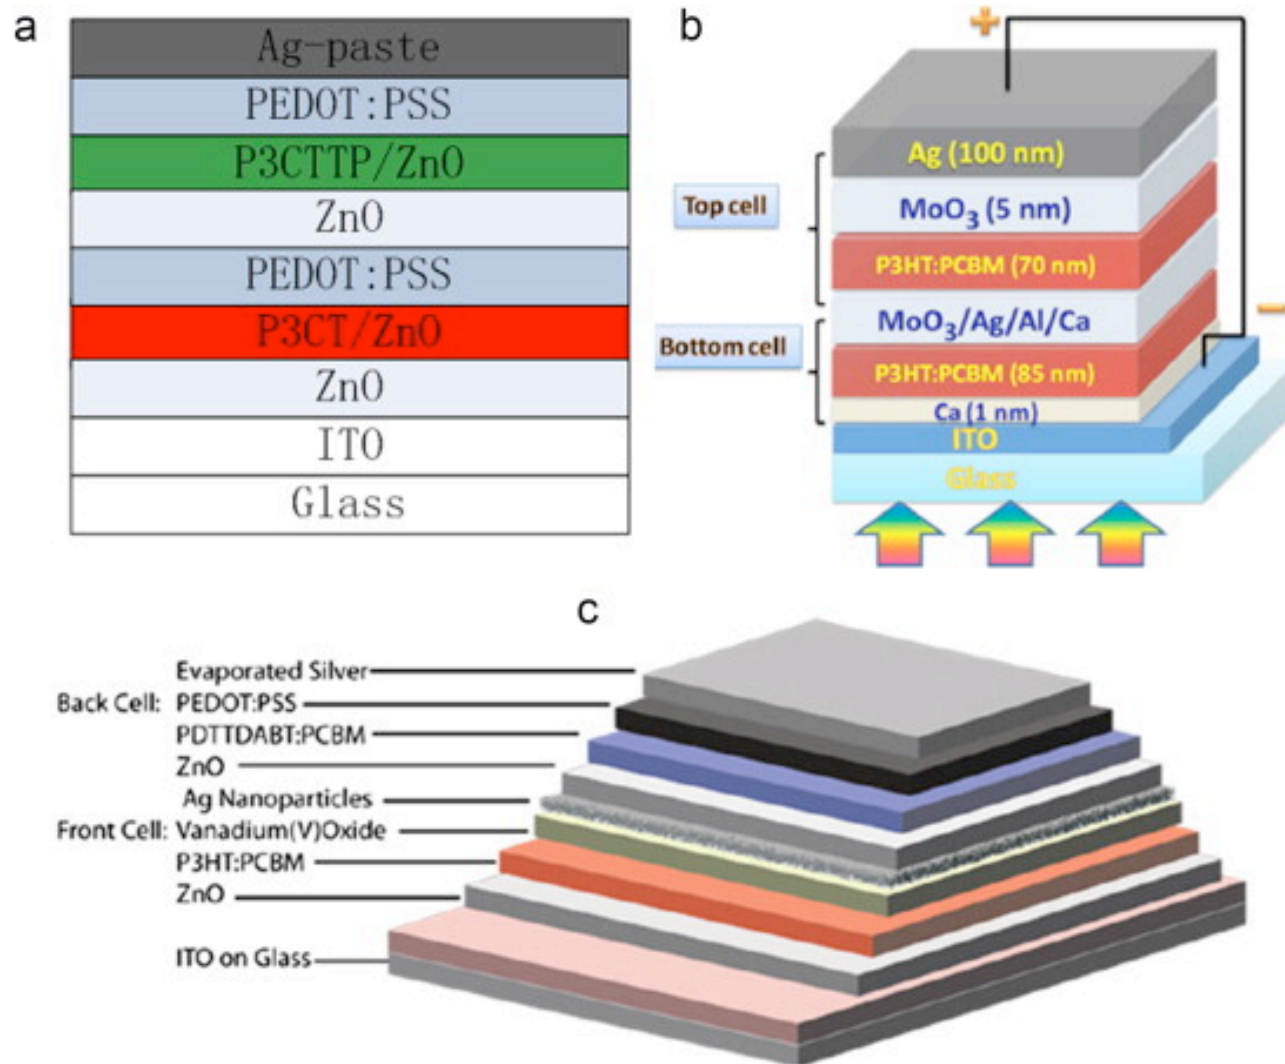 a
Ag-paste
PEDOT:PSS
P3CTTP/ZnO
ZnO
PEDOT:PSS
P3CT/ZnO
ZnO
ITO
Glass
b
+
Ag (100 nm)
Top cell
MoO3 (5 nm)
P3HT:PCBM (70 nm)
MoO3/Ag/Al/Ca
Bottom cell
P3HT:PCBM (85 nm)
Ca (1 nm)
ITO
Glass
−
c
Evaporated Silver
Back Cell: PEDOT:PSS
PDTTDABT:PCBM
ZnO
Ag Nanoparticles
Front Cell: Vanadium(V)Oxide
P3HT:PCBM
ZnO
ITO on Glass